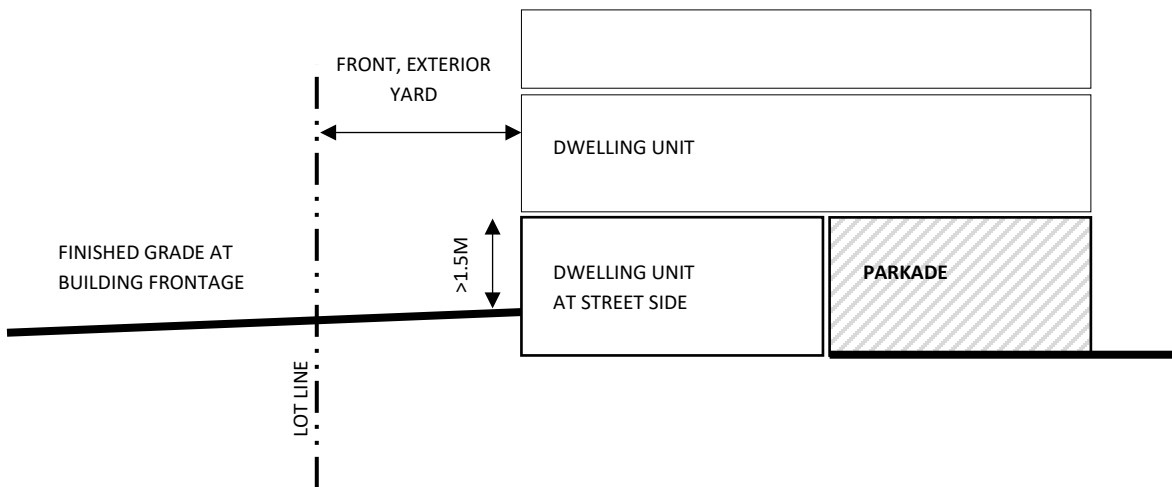 FRONT, EXTERIOR
YARD
DWELLING UNIT
FINISHED GRADE AT
BUILDING FRONTAGE
>1.5M
DWELLING UNIT
AT STREET SIDE
PARKADE
LOT LINE